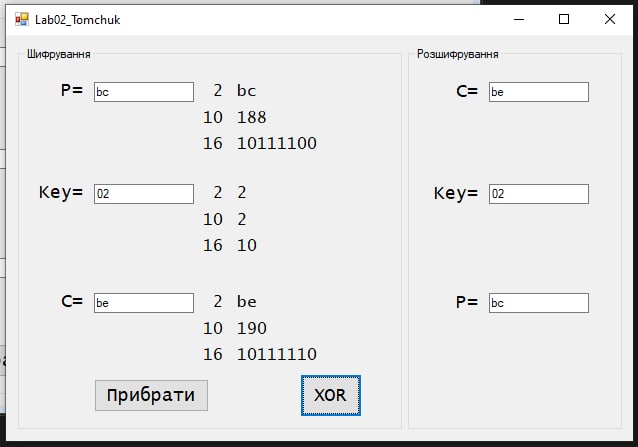 Lab02_Tomchuk
Шифрування
P= bc 2 bc
10 188
16 10111100
Key= 02 2 2
10 2
16 10
C= be 2 be
10 190
16 10111110
Прибрати XOR
Розшифрування
C= be
Key= 02
P= bc